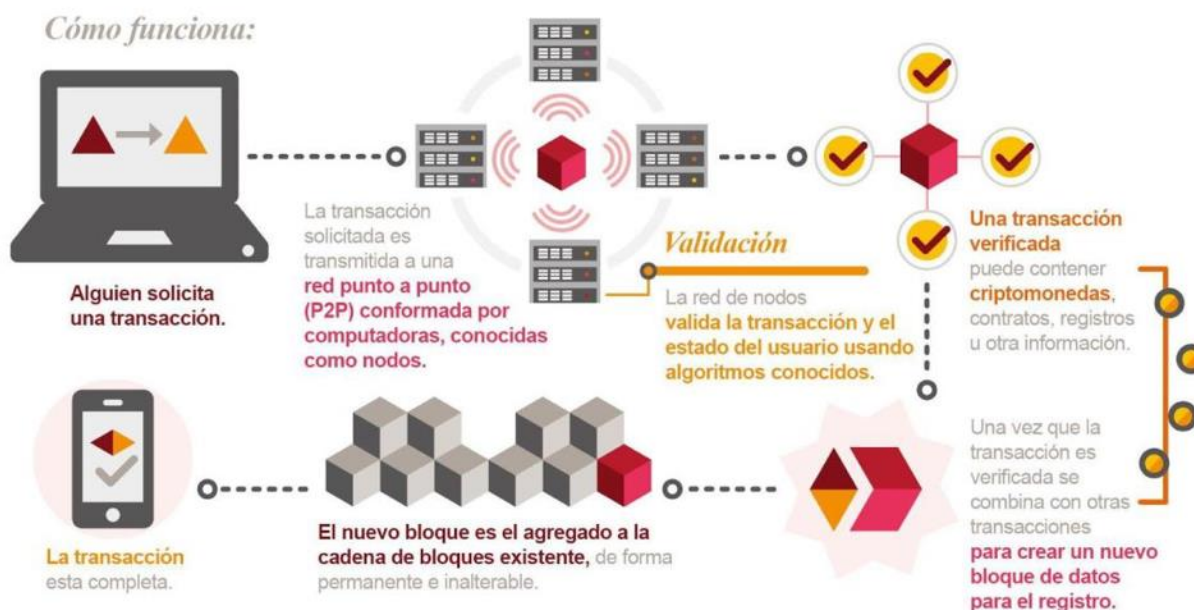 Cómo funciona:
Alguien solicita
una transacción.
La transacción
solicitada es
transmitida a una
red punto a punto
(P2P) conformada por
computadoras, conocidas
como nodos.
Validación
La red de nodos
valida la transacción y el
estado del usuario usando
algoritmos conocidos.
Una transacción
verificada
puede contener
criptomonedas,
contratos, registros
u otra información.
Una vez que la
transacción es
verificada se
combina con otras
transacciones
para crear un nuevo
bloque de datos
para el registro.
El nuevo bloque es el agregado a la
cadena de bloques existente, de forma
permanente e inalterable.
La transacción
esta completa.